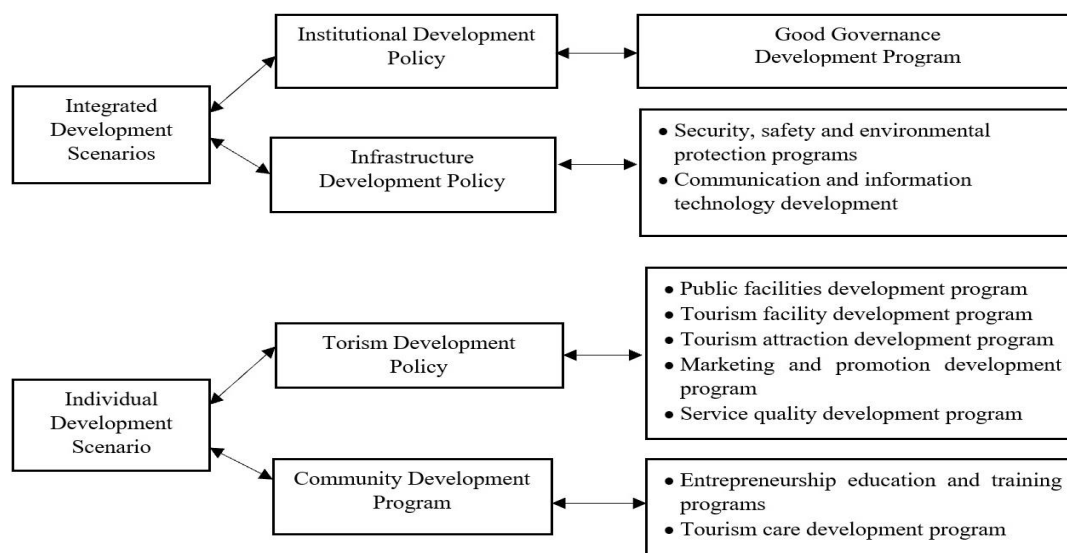 Institutional Development
Policy
Good Governance
Development Program
Integrated
Development
Scenarios
Infrastructure
Development Policy
● Security, safety and environmental
protection programs
● Communication and information
technology development
Torism Development
Policy
● Public facilities development program
● Tourism facility development program
● Tourism attraction development program
● Marketing and promotion development
program
● Service quality development program
Individual
Development
Scenario
Community Development
Program
● Entrepreneurship education and training
programs
● Tourism care development program